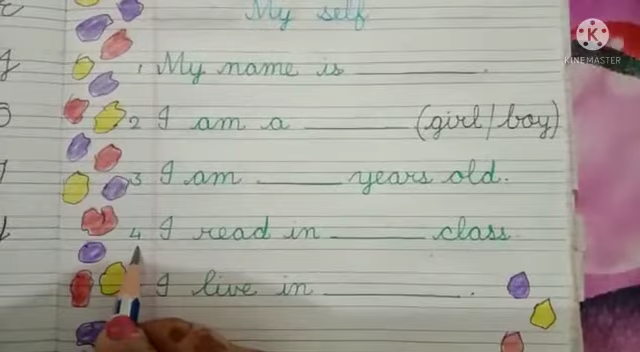 My self
1 My name is ________.
2 I am a ________ (girl/boy)
3 I am ________ years old.
4 I read in ________ class
I live in ________.
K
KINEMASTER